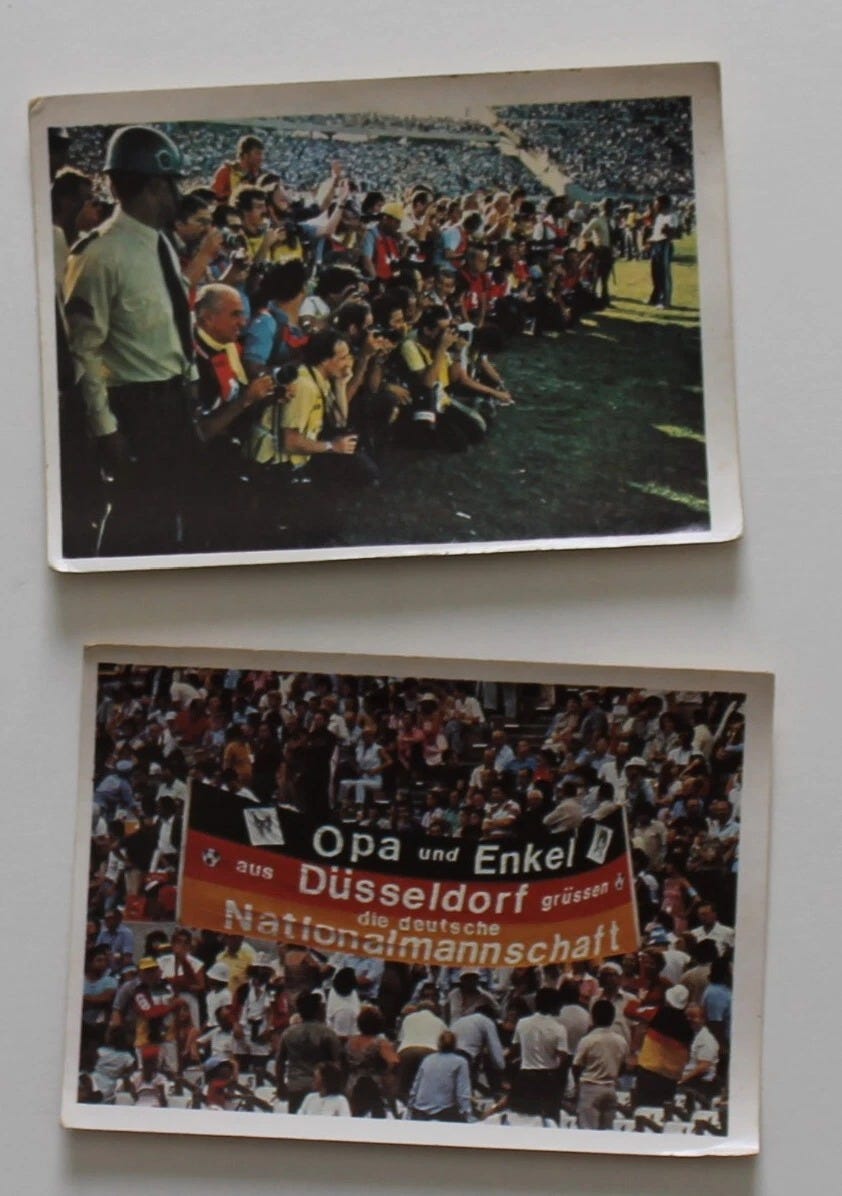 Opa und Enkel
aus Düsseldorf grüssen
die deutsche
Nationalmannschaft